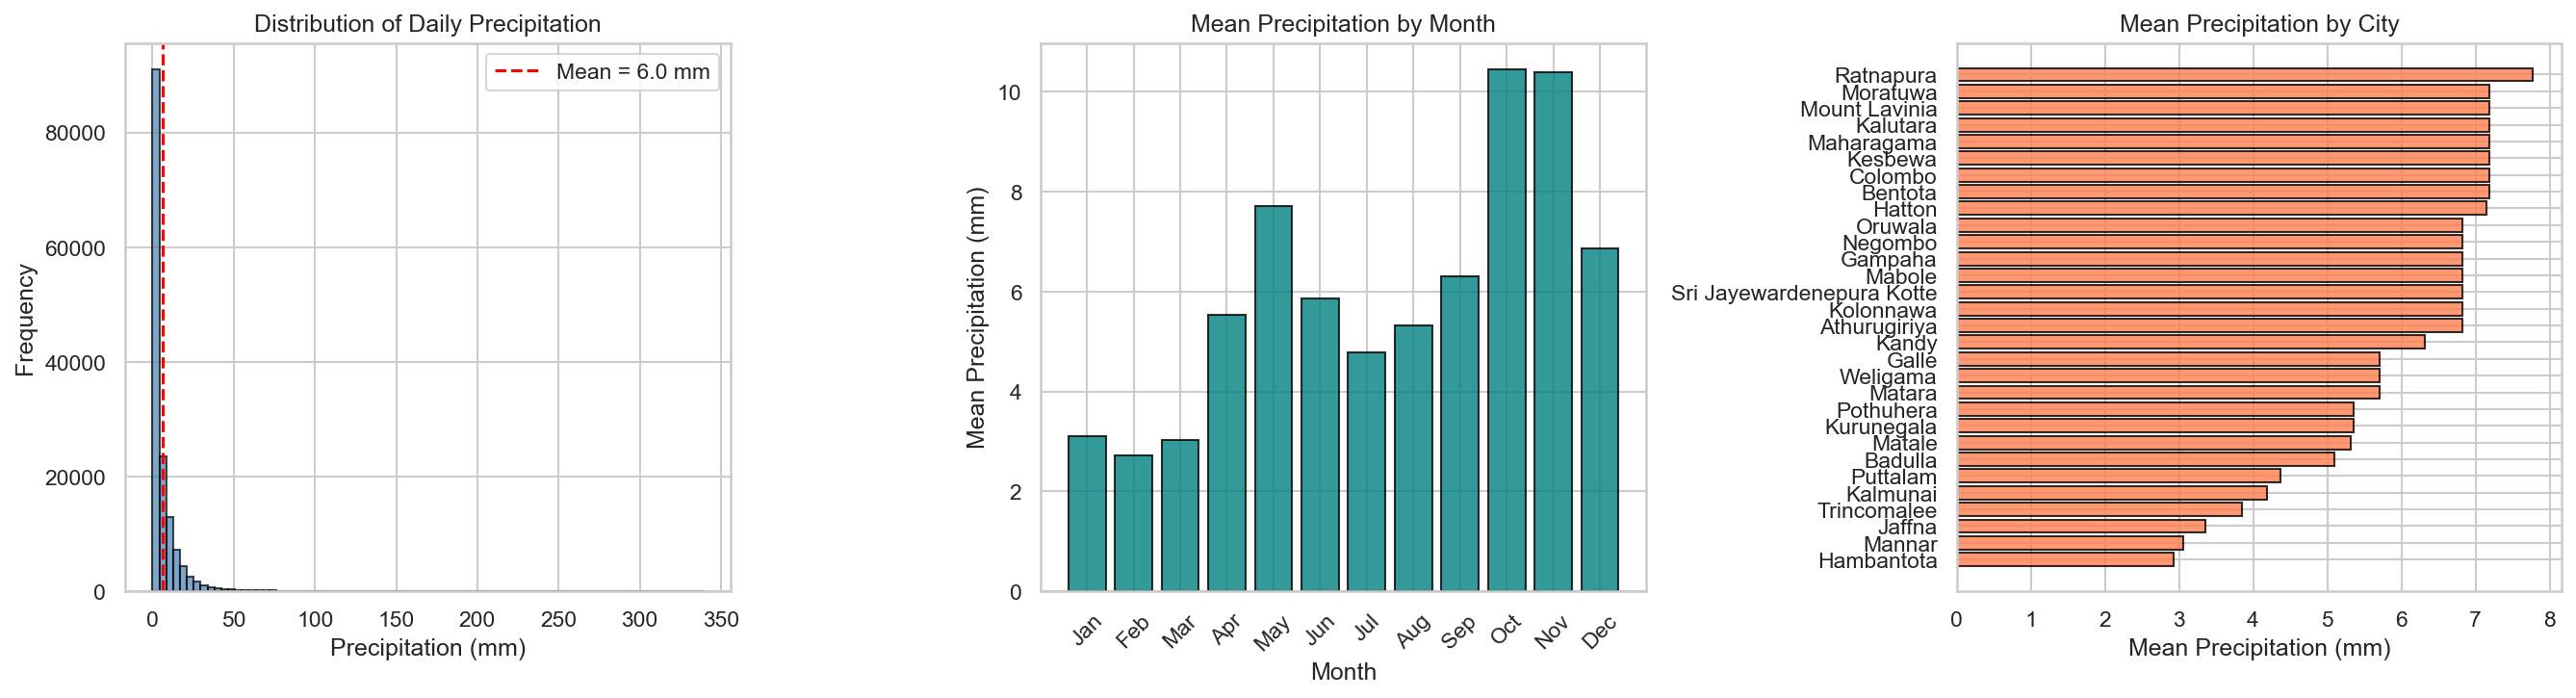 Distribution of Daily Precipitation
Mean = 6.0 mm
Frequency
80000
60000
40000
20000
0
0 50 100 150 200 250 300 350
Precipitation (mm)
Mean Precipitation by Month
Mean Precipitation (mm)
10
8
6
4
2
0
Jan Feb Mar Apr May Jun Jul Aug Sep Oct Nov Dec
Month
Mean Precipitation by City
Ratnapura
Moratuwa
Mount Lavinia
Kalutara
Maharagama
Kesbewa
Colombo
Bentota
Hatton
Oruwala
Negombo
Gampaha
Mabole
Sri Jayewardenepura Kotte
Kolonnawa
Athurugiriya
Kandy
Galle
Weligama
Matara
Pothuhera
Kurunegala
Matale
Badulla
Puttalam
Kalmunai
Trincomalee
Jaffna
Mannar
Hambantota
0 1 2 3 4 5 6 7 8
Mean Precipitation (mm)